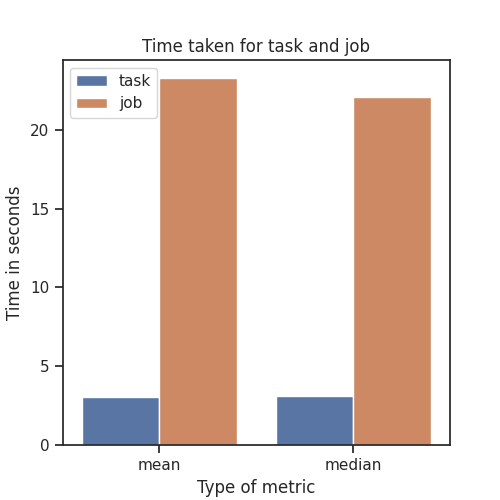 Time taken for task and job
task
job
Time in seconds
20
15
10
5
0
mean
median
Type of metric